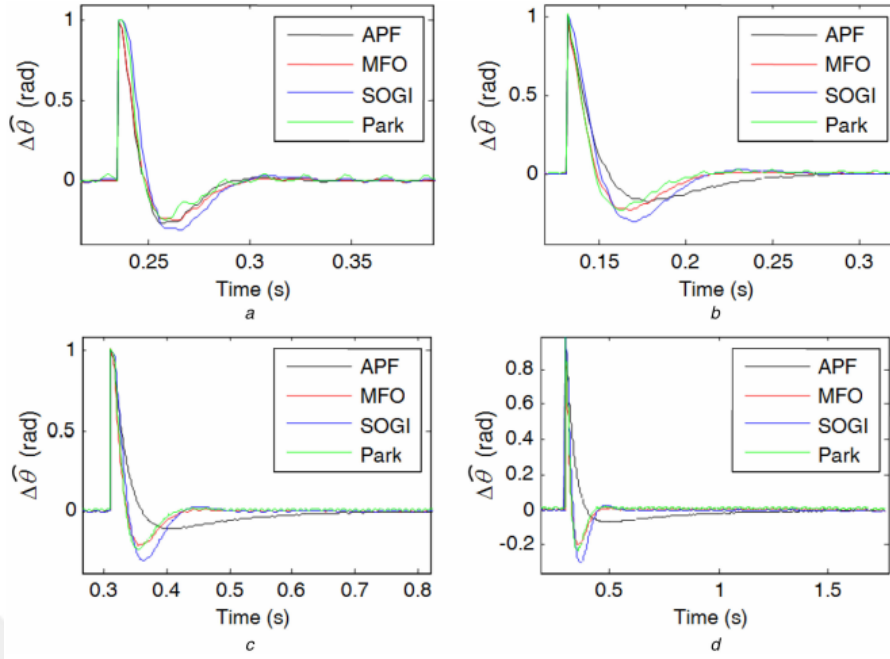 1
0.5
0
Δθ̂ (rad)
APF
MFO
SOGI
Park
0.25 0.3 0.35
Time (s)
a
1
0.5
0
Δθ̂ (rad)
APF
MFO
SOGI
Park
0.15 0.2 0.25 0.3
Time (s)
b
1
0.5
0
Δθ̂ (rad)
APF
MFO
SOGI
Park
0.3 0.4 0.5 0.6 0.7 0.8
Time (s)
c
0.8
0.6
0.4
0.2
0
-0.2
Δθ̂ (rad)
APF
MFO
SOGI
Park
0.5 1 1.5
Time (s)
d